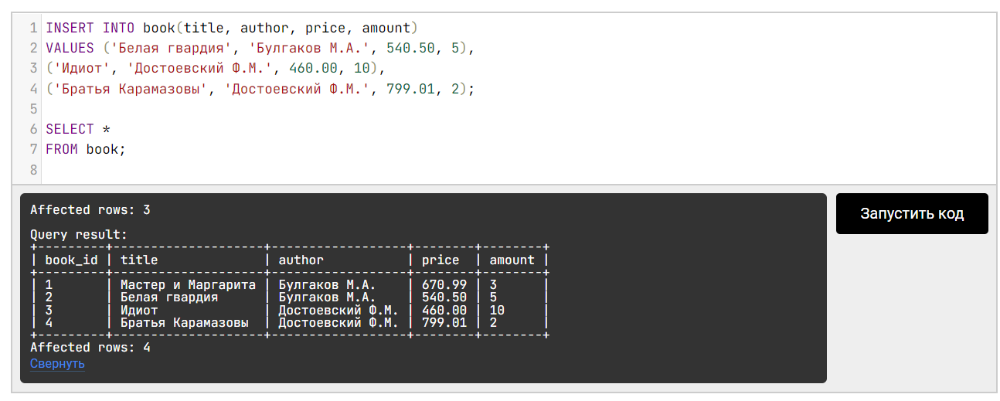 1 INSERT INTO book(title, author, price, amount)
2 VALUES ('Белая гвардия', 'Булгаков М.А.', 540.50, 5),
3 ('Идиот', 'Достоевский Ф.М.', 460.00, 10),
4 ('Братья Карамазовы', 'Достоевский Ф.М.', 799.01, 2);
5
6 SELECT *
7 FROM book;
8
Affected rows: 3
Запустить код
Query result:
+---------+--------------------+------------------+--------+--------+
| book_id | title              | author           | price  | amount |
+---------+--------------------+------------------+--------+--------+
| 1       | Мастер и Маргарита | Булгаков М.А.    | 670.99 | 3      |
| 2       | Белая гвардия      | Булгаков М.А.    | 540.50 | 5      |
| 3       | Идиот              | Достоевский Ф.М. | 460.00 | 10     |
| 4       | Братья Карамазовы  | Достоевский Ф.М. | 799.01 | 2      |
+---------+--------------------+------------------+--------+--------+
Affected rows: 4
Свернуть